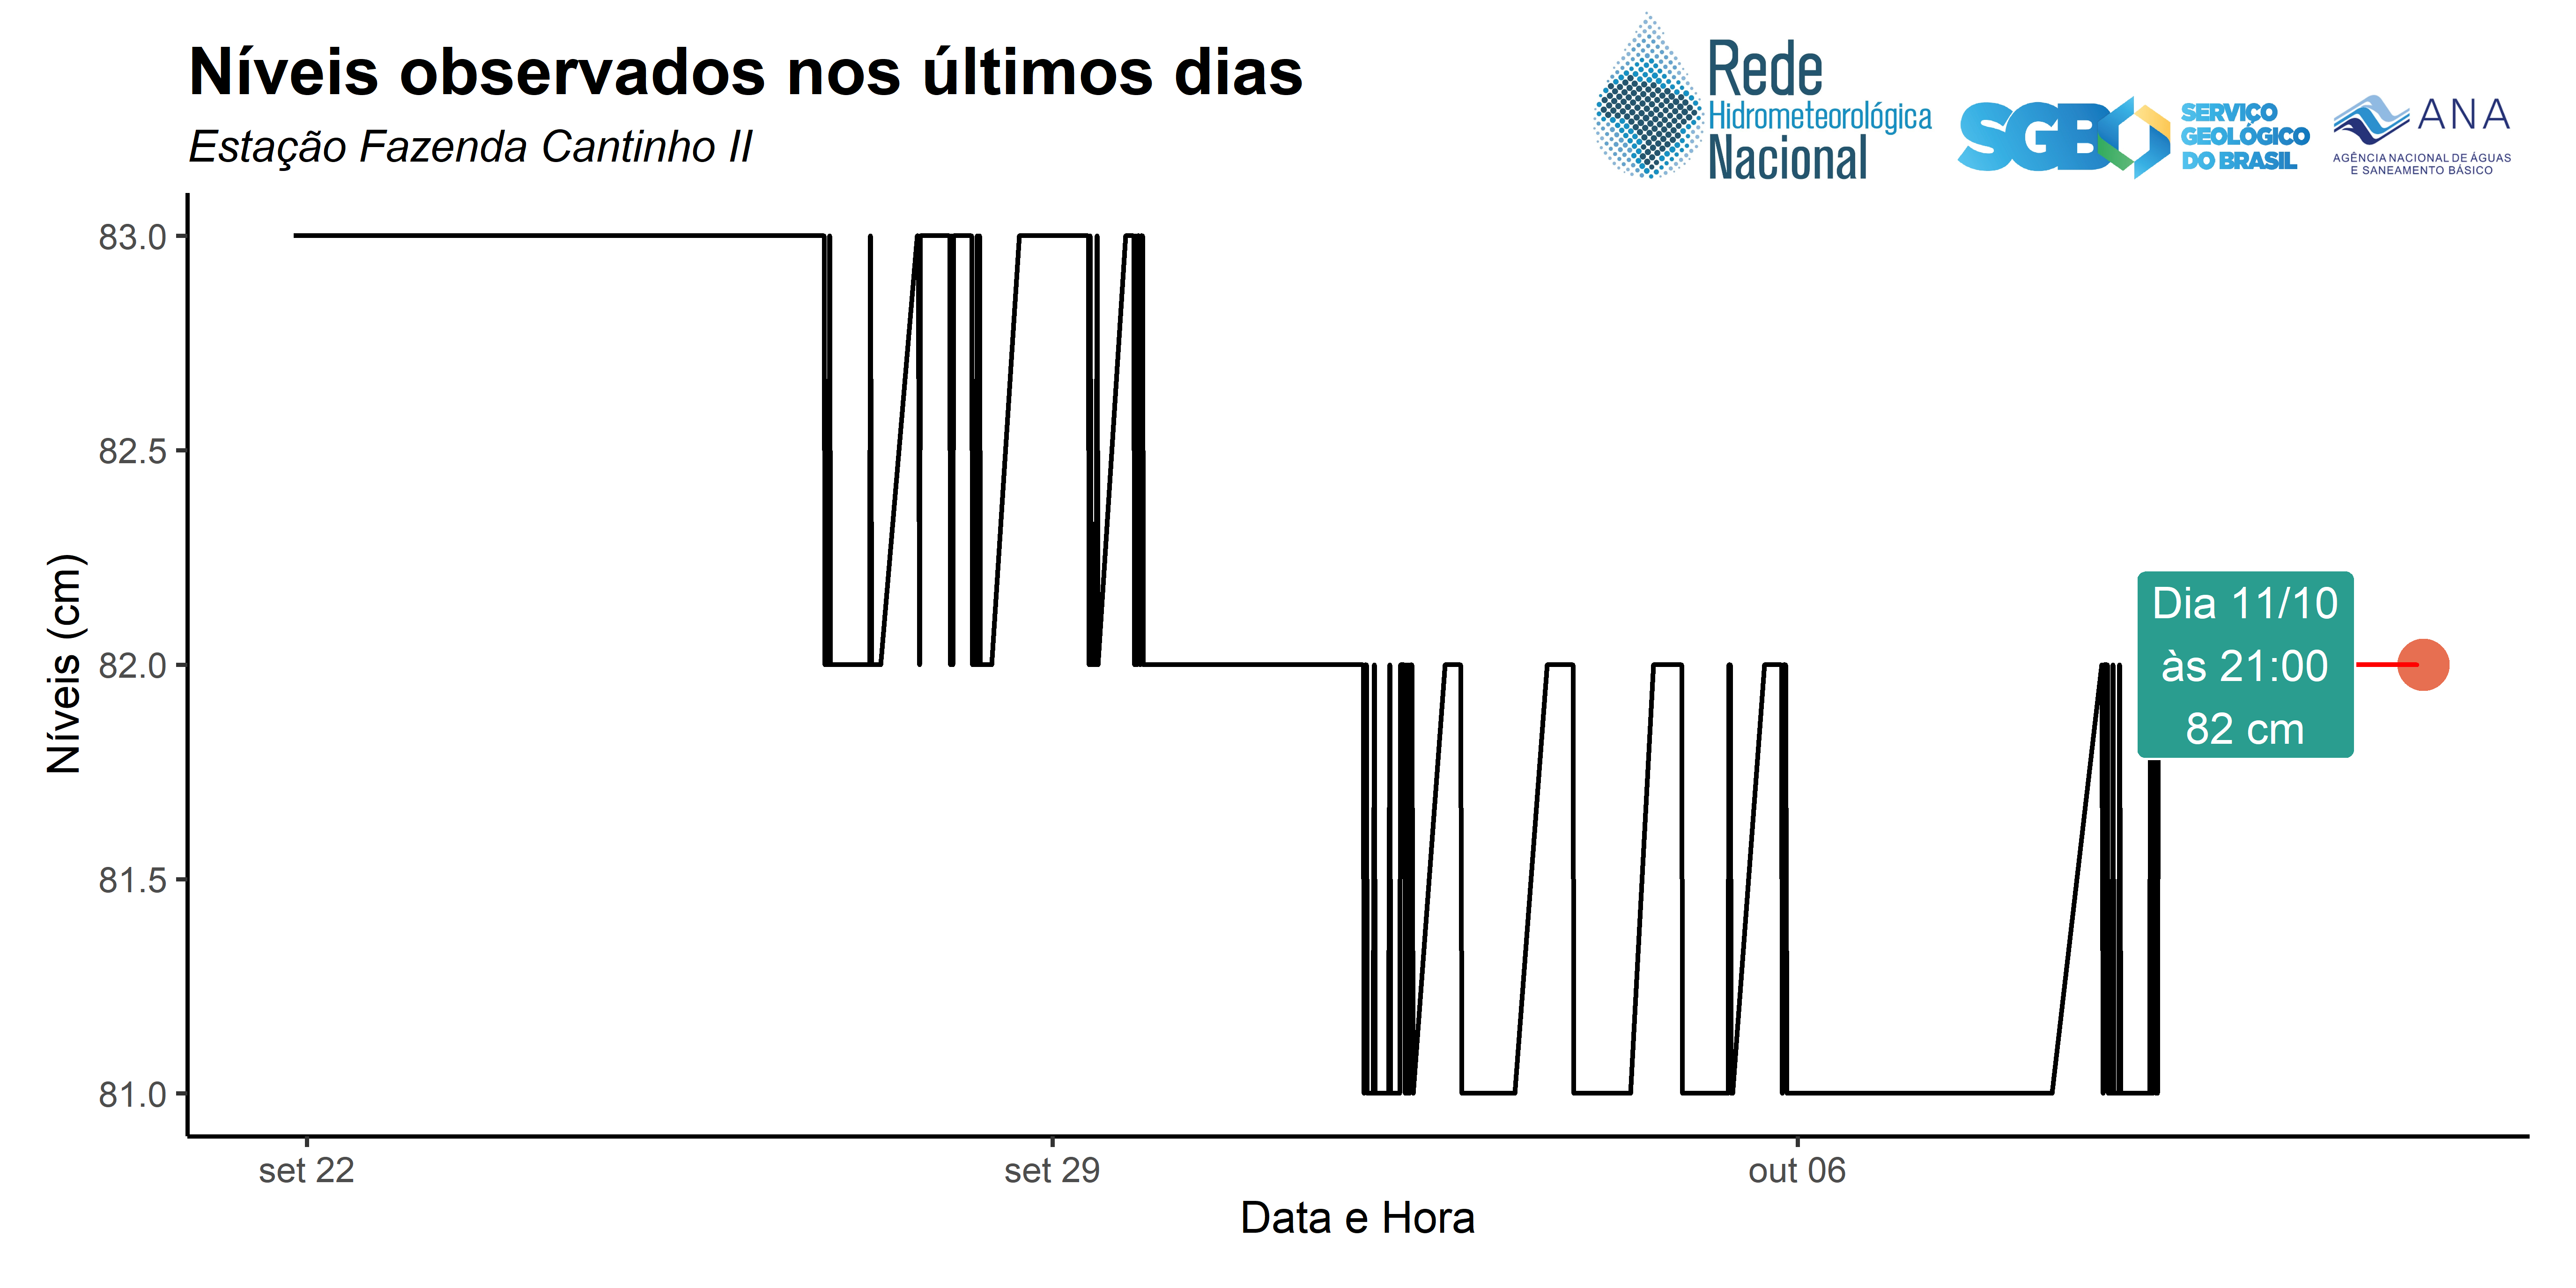 Níveis observados nos últimos dias
Estação Fazenda Cantinho II
Rede
Hidrometeorológica
Nacional
SGB
SERVIÇO
GEOLÓGICO
DO BRASIL
ANA
AGÊNCIA NACIONAL DE ÁGUAS
E SANEAMENTO BÁSICO
Níveis (cm)
83.0
82.5
82.0
81.5
81.0
Dia 11/10
às 21:00
82 cm
set 22
set 29
out 06
Data e Hora